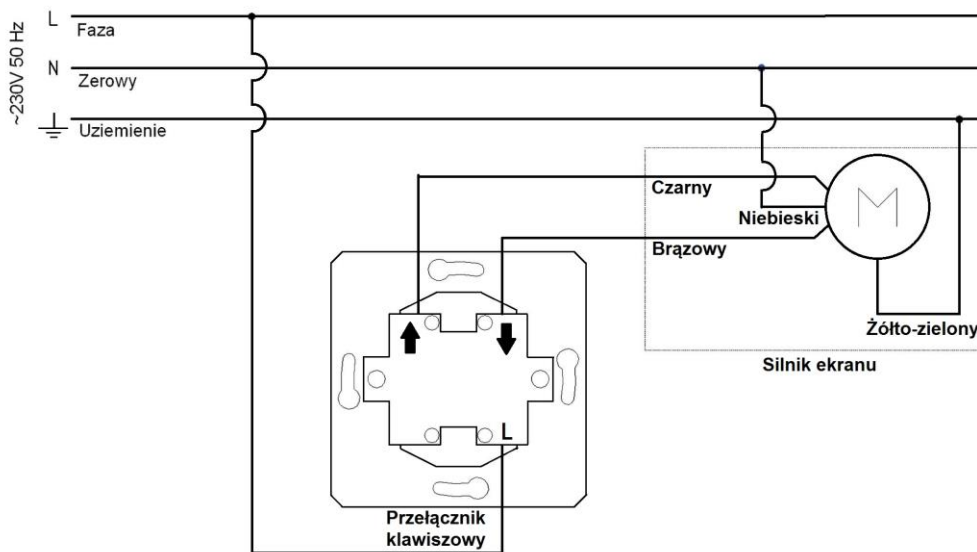 ~230V 50 Hz
L
Faza
N
Zerowy
Uziemienie
Czarny
Niebieski
M
Brązowy
Żółto-zielony
Silnik ekranu
L
Przełącznik
klawiszowy